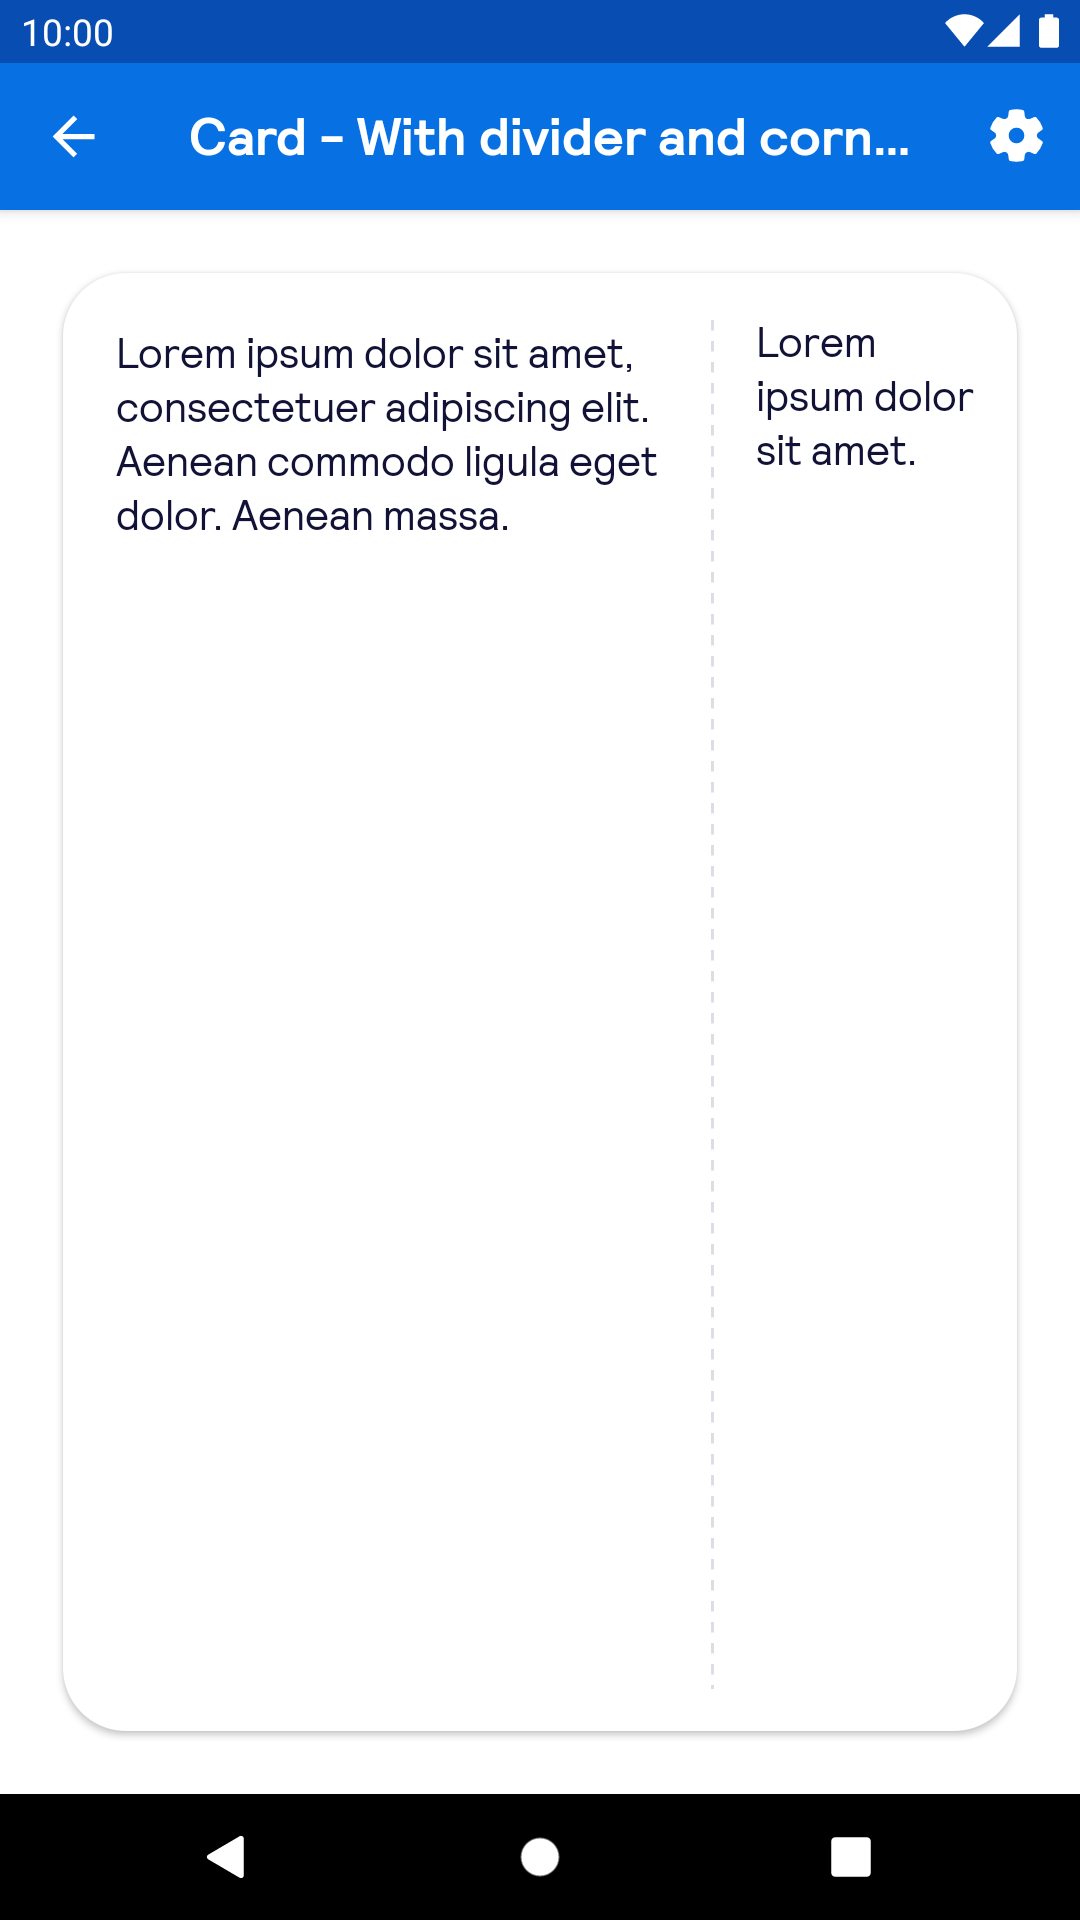 10:00
Card - With divider and corn...
Lorem ipsum dolor sit amet,
consectetuer adipiscing elit.
Aenean commodo ligula eget
dolor. Aenean massa.
Lorem
ipsum dolor
sit amet.